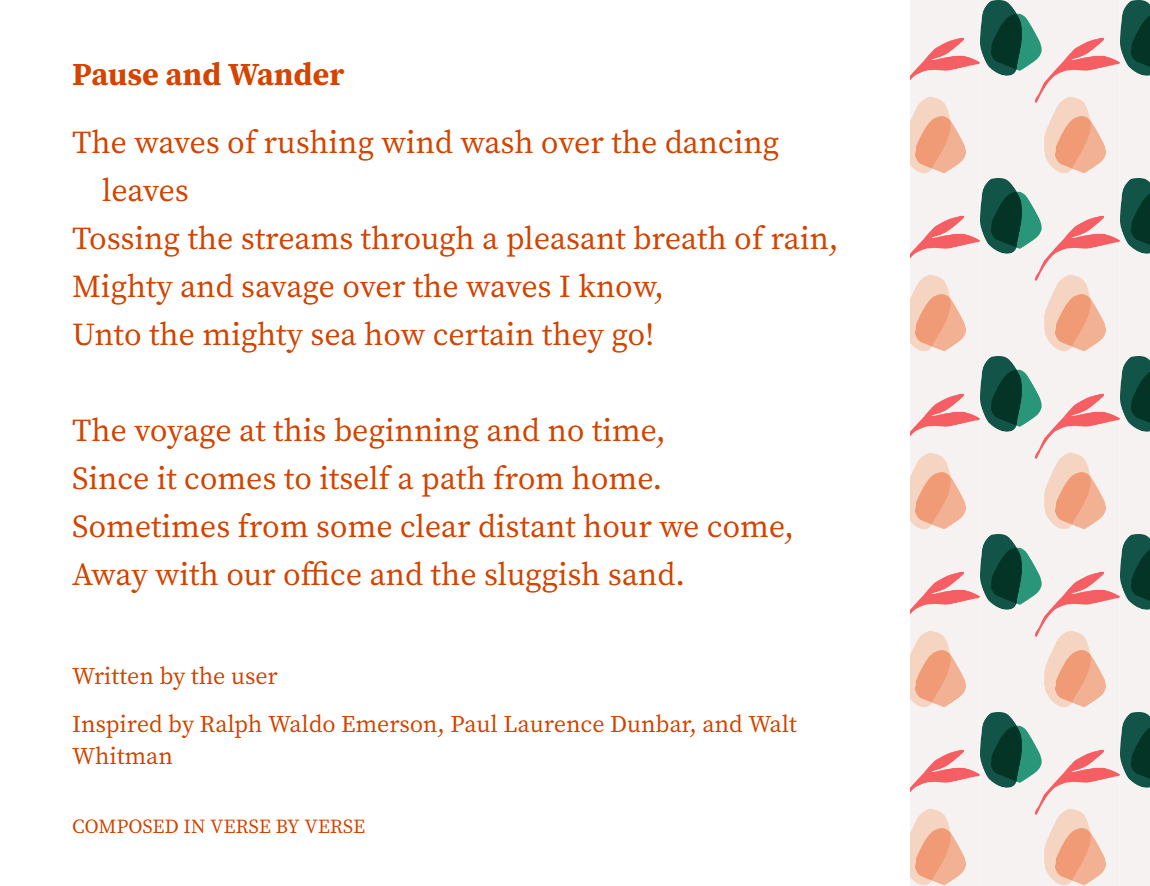 Pause and Wander
The waves of rushing wind wash over the dancing
leaves
Tossing the streams through a pleasant breath of rain,
Mighty and savage over the waves I know,
Unto the mighty sea how certain they go!
The voyage at this beginning and no time,
Since it comes to itself a path from home.
Sometimes from some clear distant hour we come,
Away with our office and the sluggish sand.
Written by the user
Inspired by Ralph Waldo Emerson, Paul Laurence Dunbar, and Walt
Whitman
COMPOSED IN VERSE BY VERSE